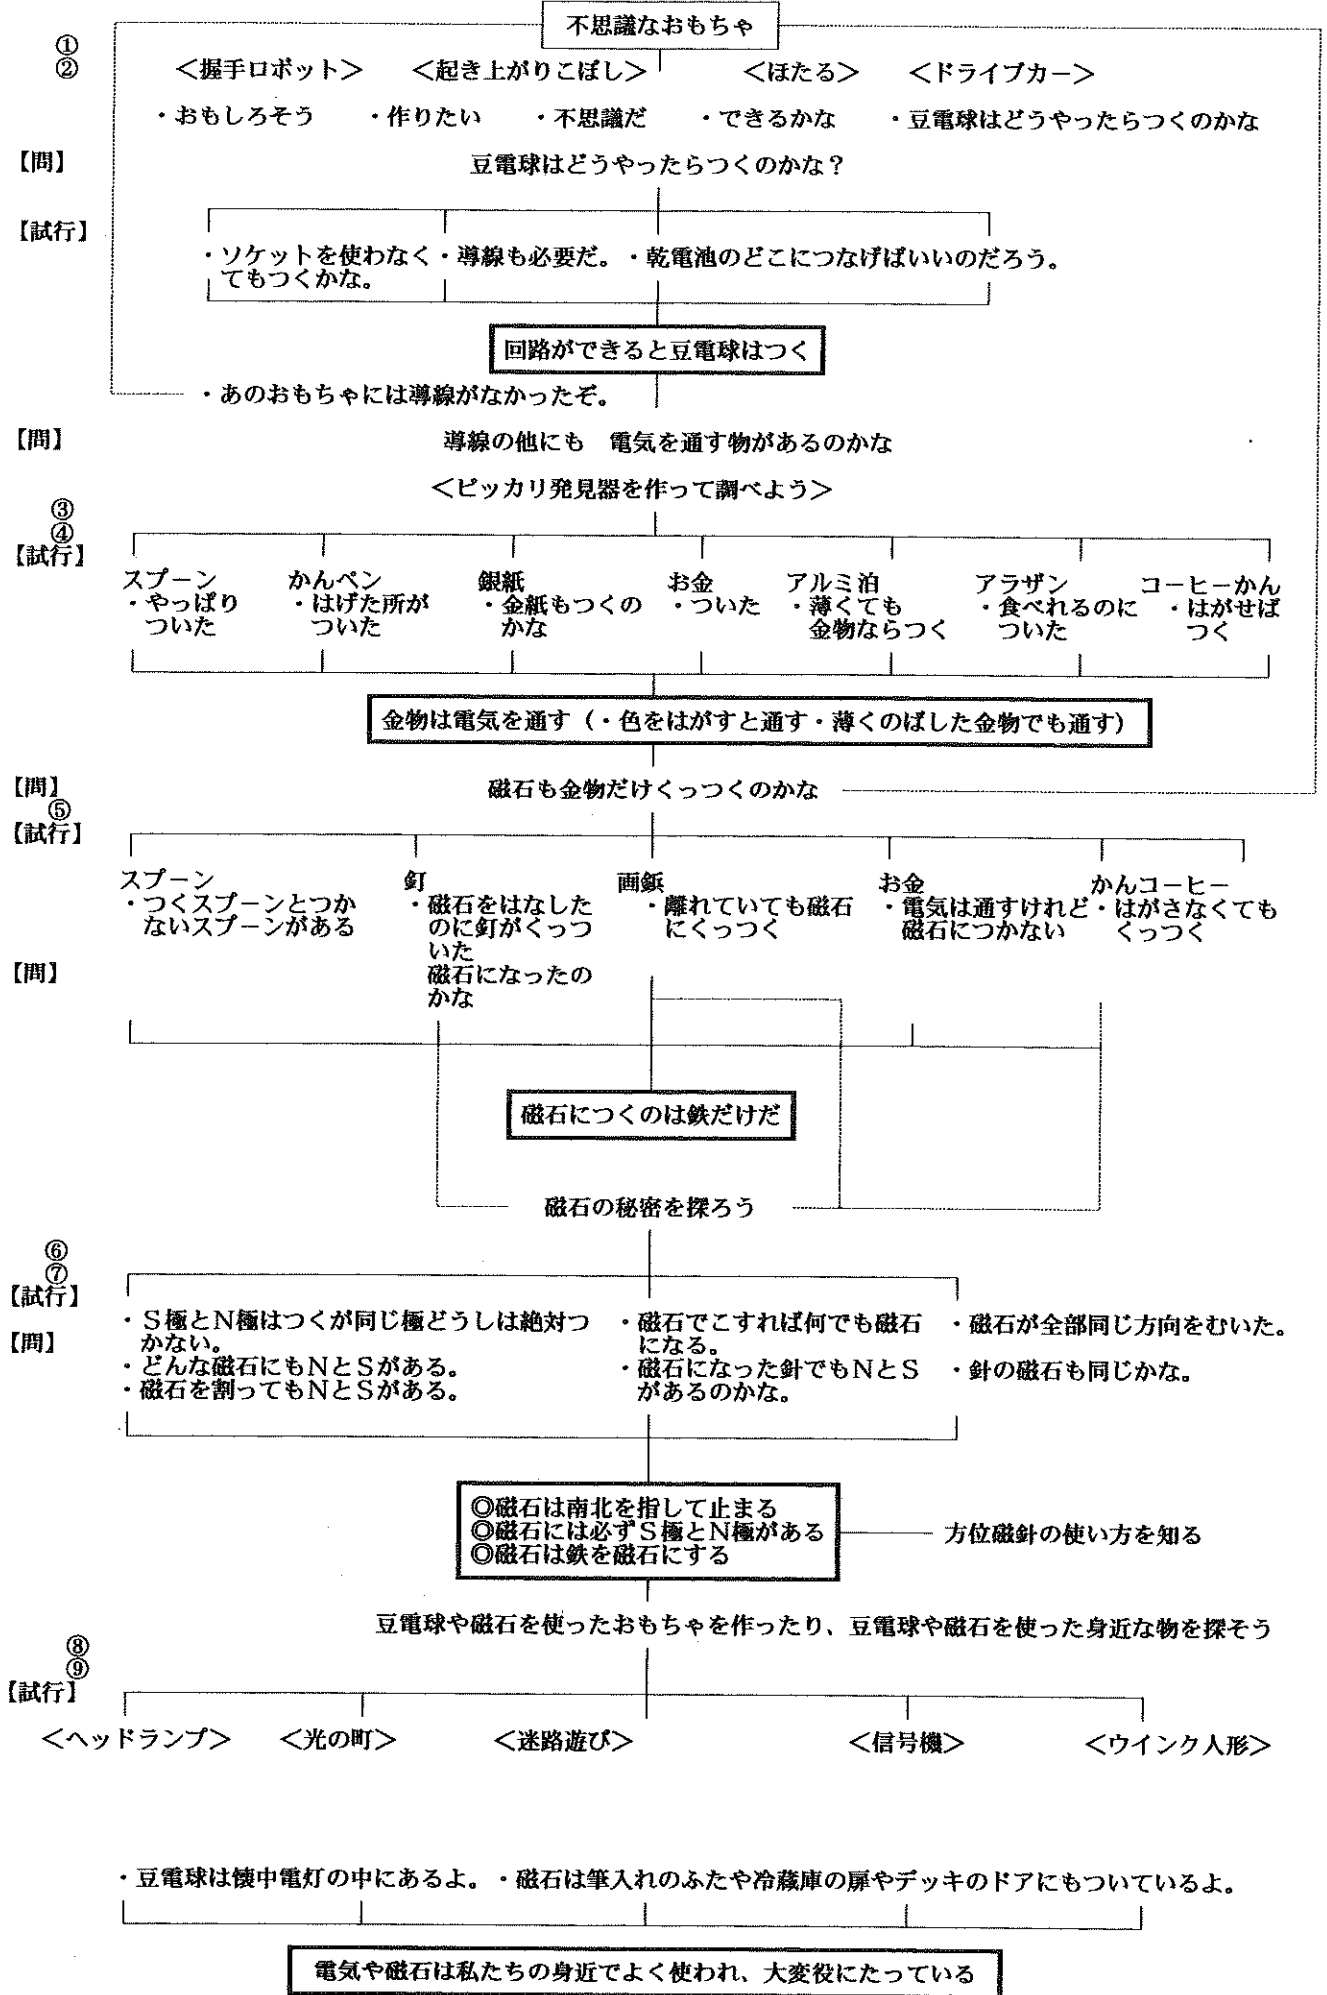 不思議なおもちゃ
①
②
＜握手ロボット＞ ＜起き上がりこぼし＞ ＜ほたる＞ ＜ドライブカー＞
・おもしろそう ・作りたい ・不思議だ ・できるかな ・豆電球はどうやったらつくのかな
【問】 豆電球はどうやったらつくのかな？
【試行】
・ソケットを使わなく ・導線も必要だ。 ・乾電池のどこにつなげばいいのだろう。
てもつくかな。
回路ができると豆電球はつく
・あのおもちゃには導線がなかったぞ。
【問】 導線の他にも 電気を通す物があるのかな
＜ピッカリ発見器を作って調べよう＞
③
④
【試行】
スプーン
・やっぱり
ついた
かんペン
・はげた所が
ついた
銀紙
・金紙もつくの
かな
お金
・ついた
アルミ泊
・薄くても
金物ならつく
アラザン
・食べれるのに
ついた
コーヒーかん
・はがせば
つく
金物は電気を通す（・色をはがすと通す・薄くのばした金物でも通す）
【問】 磁石も金物だけくっつくのかな
⑤
【試行】
スプーン
・つくスプーンとつか
ないスプーンがある
釘
・磁石をはなした
のに釘がくっつ
いた
磁石になったの
かな
画鋲
・離れていても磁石
にくっつく
お金
・電気は通すけれど
磁石につかない
かんコーヒー
・はがさなくても
くっつく
【問】
磁石につくのは鉄だけだ
磁石の秘密を探ろう
⑥
⑦
【試行】
【問】
・Ｓ極とＮ極はつくが同じ極どうしは絶対つ
かない。
・どんな磁石にもＮとＳがある。
・磁石を割ってもＮとＳがある。
・磁石でこすれば何でも磁石
になる。
・磁石になった針でもＮとＳ
があるのかな。
・磁石が全部同じ方向をむいた。
・針の磁石も同じかな。
◎磁石は南北を指して止まる
◎磁石には必ずＳ極とＮ極がある
◎磁石は鉄を磁石にする
方位磁針の使い方を知る
豆電球や磁石を使ったおもちゃを作ったり、豆電球や磁石を使った身近な物を探そう
⑧
⑨
【試行】
＜ヘッドランプ＞ ＜光の町＞ ＜迷路遊び＞ ＜信号機＞ ＜ウインク人形＞
・豆電球は懐中電灯の中にあるよ。・磁石は筆入れのふたや冷蔵庫の扉やデッキのドアにもついているよ。
電気や磁石は私たちの身近でよく使われ、大変役にたっている